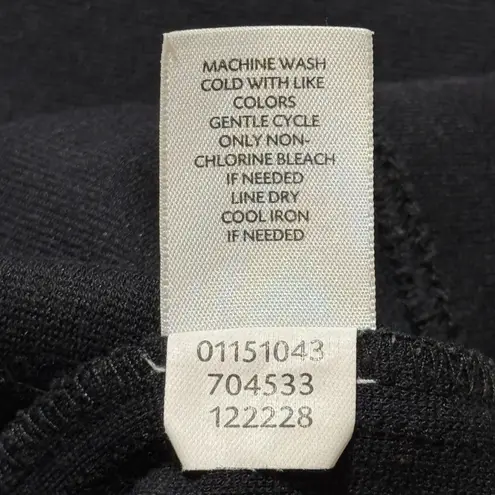 MACHINE WASH
COLD WITH LIKE
COLORS
GENTLE CYCLE
ONLY NON-
CHLORINE BLEACH
IF NEEDED
LINE DRY
COOL IRON
IF NEEDED
01151043
704533
122228